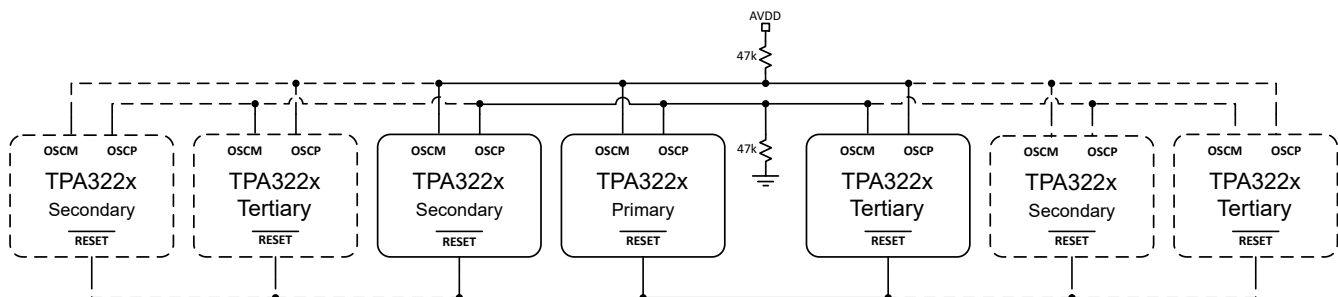 AVDD
47k
47k
OSCM OSCP
TPA322x
Secondary
RESET
OSCM OSCP
TPA322x
Tertiary
RESET
OSCM OSCP
TPA322x
Secondary
RESET
OSCM OSCP
TPA322x
Primary
RESET
OSCM OSCP
TPA322x
Tertiary
RESET
OSCM OSCP
TPA322x
Secondary
RESET
OSCM OSCP
TPA322x
Tertiary
RESET